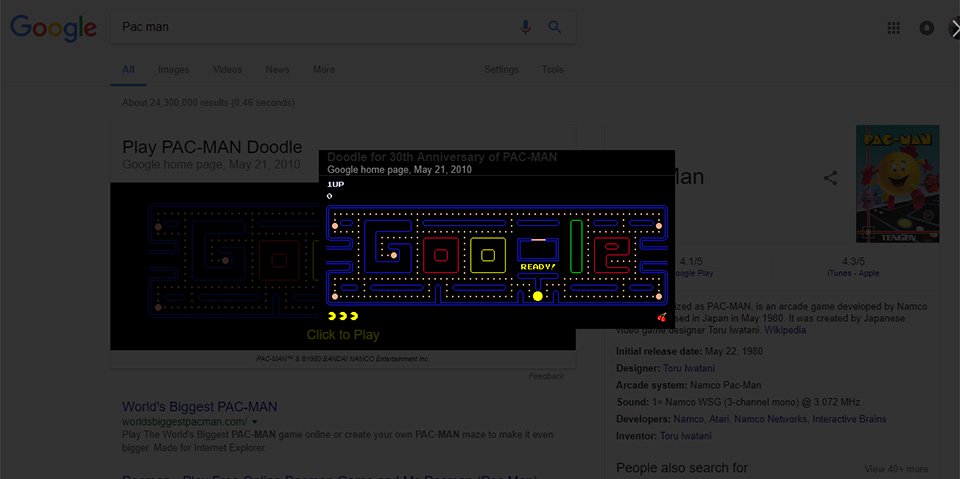 Google
Pac man
All Images Videos News More Settings Tools
About 24,300,000 results (0.46 seconds)
Play PAC-MAN Doodle
Google home page, May 21, 2010
Doodle for 30th Anniversary of PAC-MAN
Google home page, May 21, 2010
1UP
0
READY!
Click to Play
PAC-MAN™ & ©1980 BANDAI NAMCO Entertainment Inc.
Feedback
World's Biggest PAC-MAN
worldsbiggestpacman.com/
Play The World's Biggest PAC-MAN game online or create your own PAC-MAN maze to make it even
bigger. Made for Internet Explorer.
Man
PAC-MAN
TENGEN
4.1/5
oogle Play
4.3/5
iTunes - Apple
ized as PAC-MAN, is an arcade game developed by Namco
sed in Japan in May 1980. It was created by Japanese
video game designer Toru Iwatani. Wikipedia
Initial release date: May 22, 1980
Designer: Toru Iwatani
Arcade system: Namco Pac-Man
Sound: 1× Namco WSG (3-channel mono) @ 3.072 MHz
Developers: Namco, Atari, Namco Networks, Interactive Brains
Inventor: Toru Iwatani
People also search for
View 40+ more